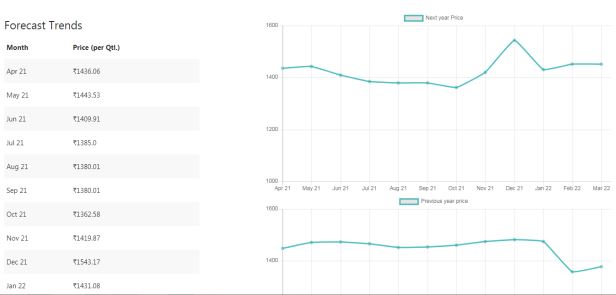 Forecast Trends
Month Price (per Qtl.)
Apr 21 ₹1436.06
May 21 ₹1443.53
Jun 21 ₹1409.91
Jul 21 ₹1385.0
Aug 21 ₹1380.01
Sep 21 ₹1380.01
Oct 21 ₹1362.58
Nov 21 ₹1419.87
Dec 21 ₹1543.17
Jan 22 ₹1431.08
Next year Price
1600
1400
1200
1000
Apr 21 May 21 Jun 21 Jul 21 Aug 21 Sep 21 Oct 21 Nov 21 Dec 21 Jan 22 Feb 22 Mar 22
Previous year price
1600
1400